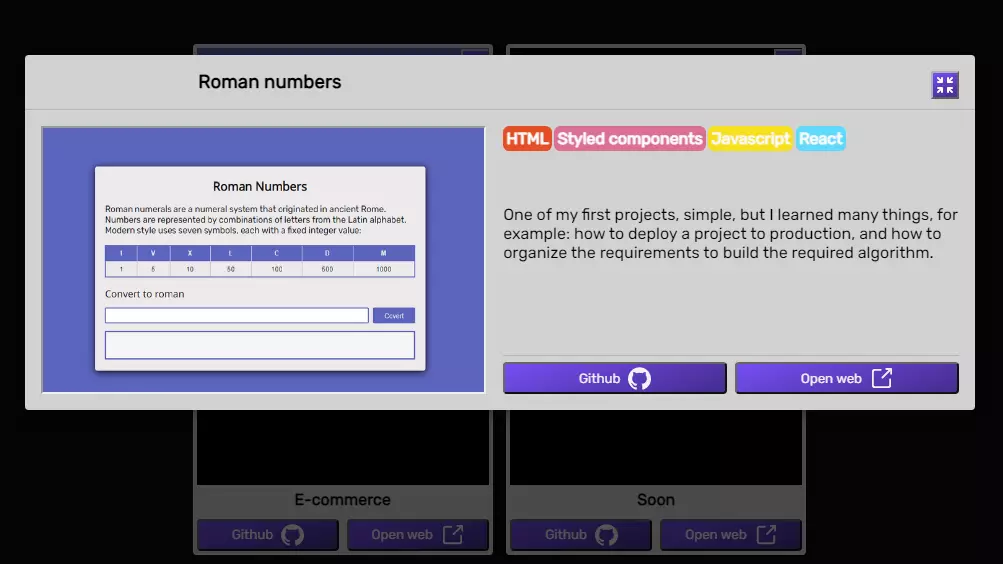 Roman numbers
HTML Styled components Javascript React
Roman Numbers
Roman numerals are a numeral system that originated in ancient Rome.
Numbers are represented by combinations of letters from the Latin alphabet.
Modern style uses seven symbols, each with a fixed integer value:
I V X L C D M
1 5 10 50 100 500 1000
Convert to roman
Covert
One of my first projects, simple, but I learned many things, for
example: how to deploy a project to production, and how to
organize the requirements to build the required algorithm.
Github Open web
E-commerce Soon
Github Open web Github Open web